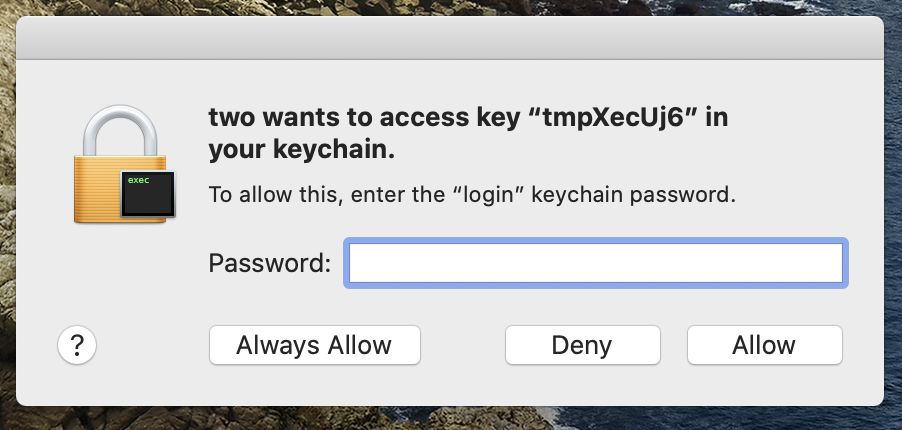 two wants to access key “tmpXecUj6” in
your keychain.
exec
To allow this, enter the “login” keychain password.
Password:
?
Always Allow
Deny
Allow